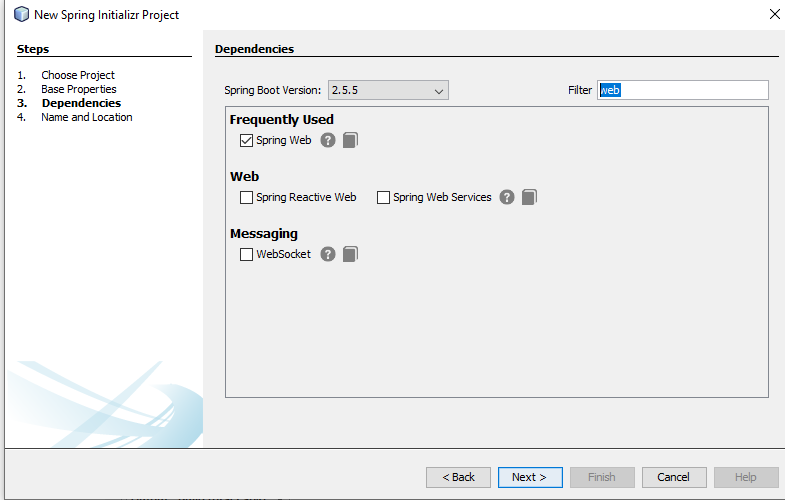 New Spring Initializr Project
Steps
1. Choose Project
2. Base Properties
3. Dependencies
4. Name and Location
Dependencies
Spring Boot Version: 2.5.5 Filter web
Frequently Used
Spring Web ?
Web
Spring Reactive Web Spring Web Services ?
Messaging
WebSocket ?
< Back Next > Finish Cancel Help